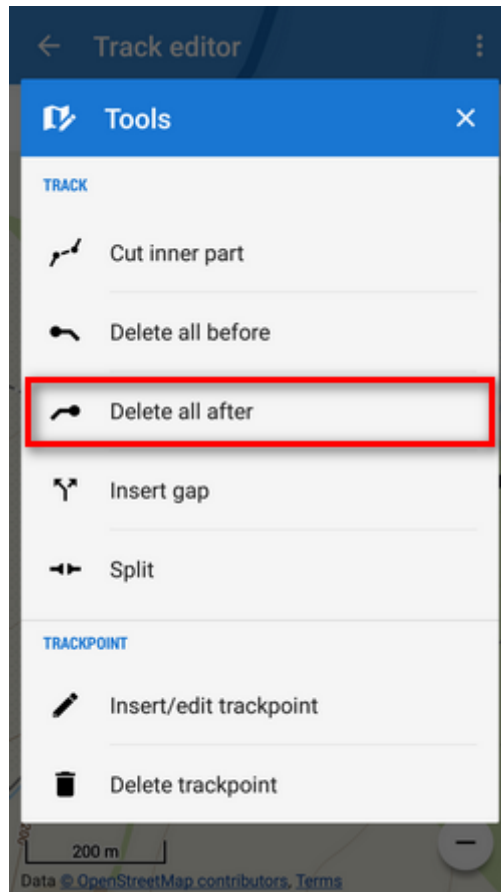 Track editor
Tools
TRACK
Cut inner part
Delete all before
Delete all after
Insert gap
Split
TRACKPOINT
Insert/edit trackpoint
Delete trackpoint
200
200 m
Data © OpenStreetMap contributors, Terms